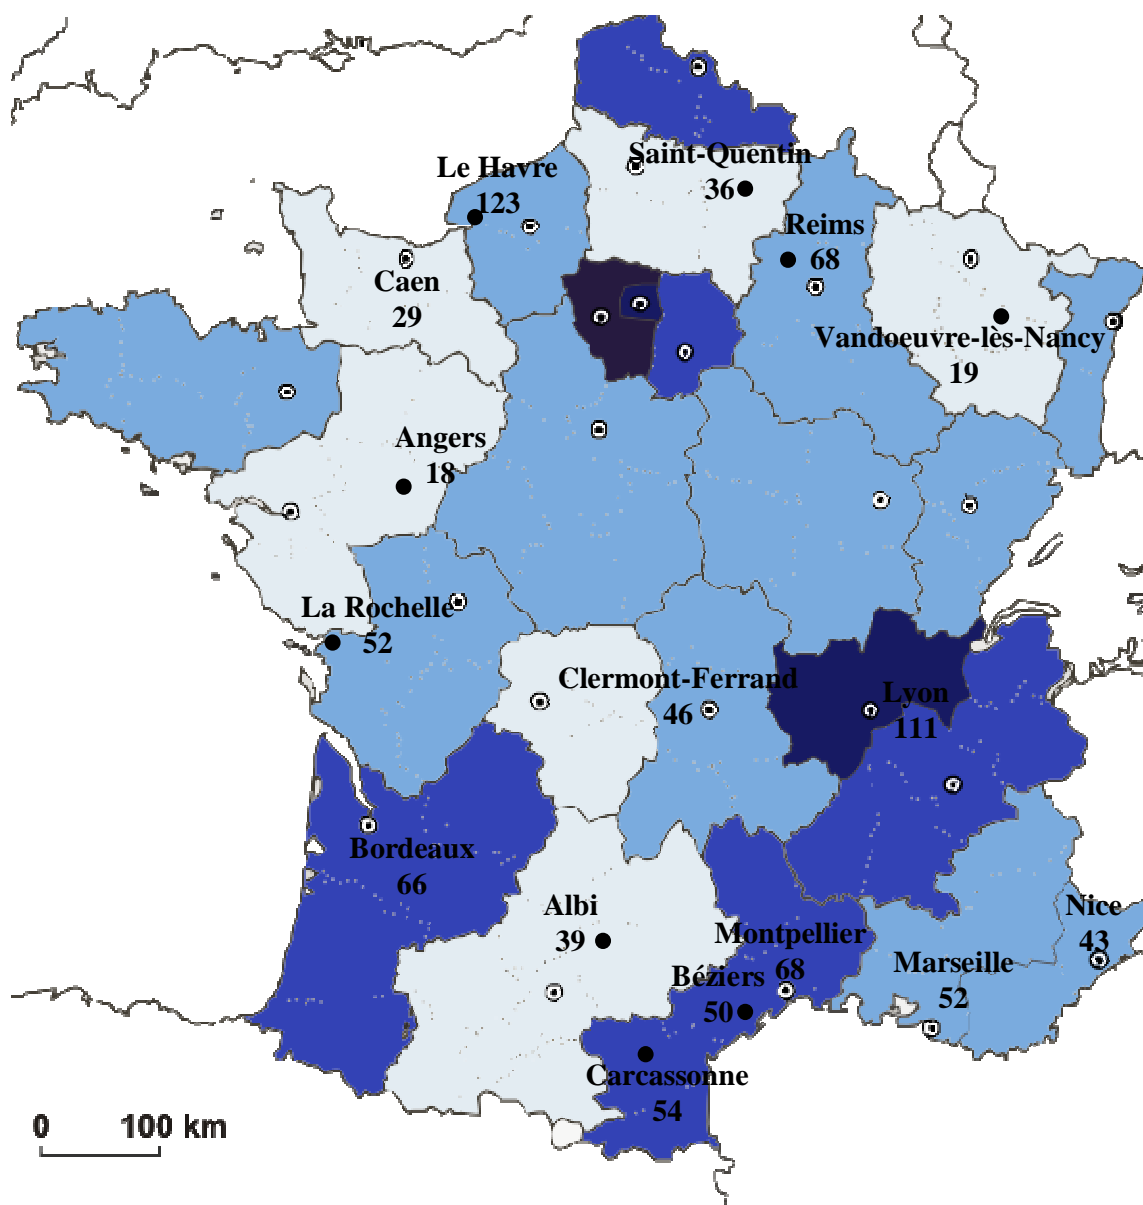 Saint-Quentin
36
Le Havre
123
Reims
68
Caen
29
Vandoeuvre-lès-Nancy
19
Angers
18
La Rochelle
52
Clermont-Ferrand
46
Lyon
111
Bordeaux
66
Albi
39
Nice
43
Montpellier
68
Marseille
52
Béziers
50
Carcassonne
54
0 100 km